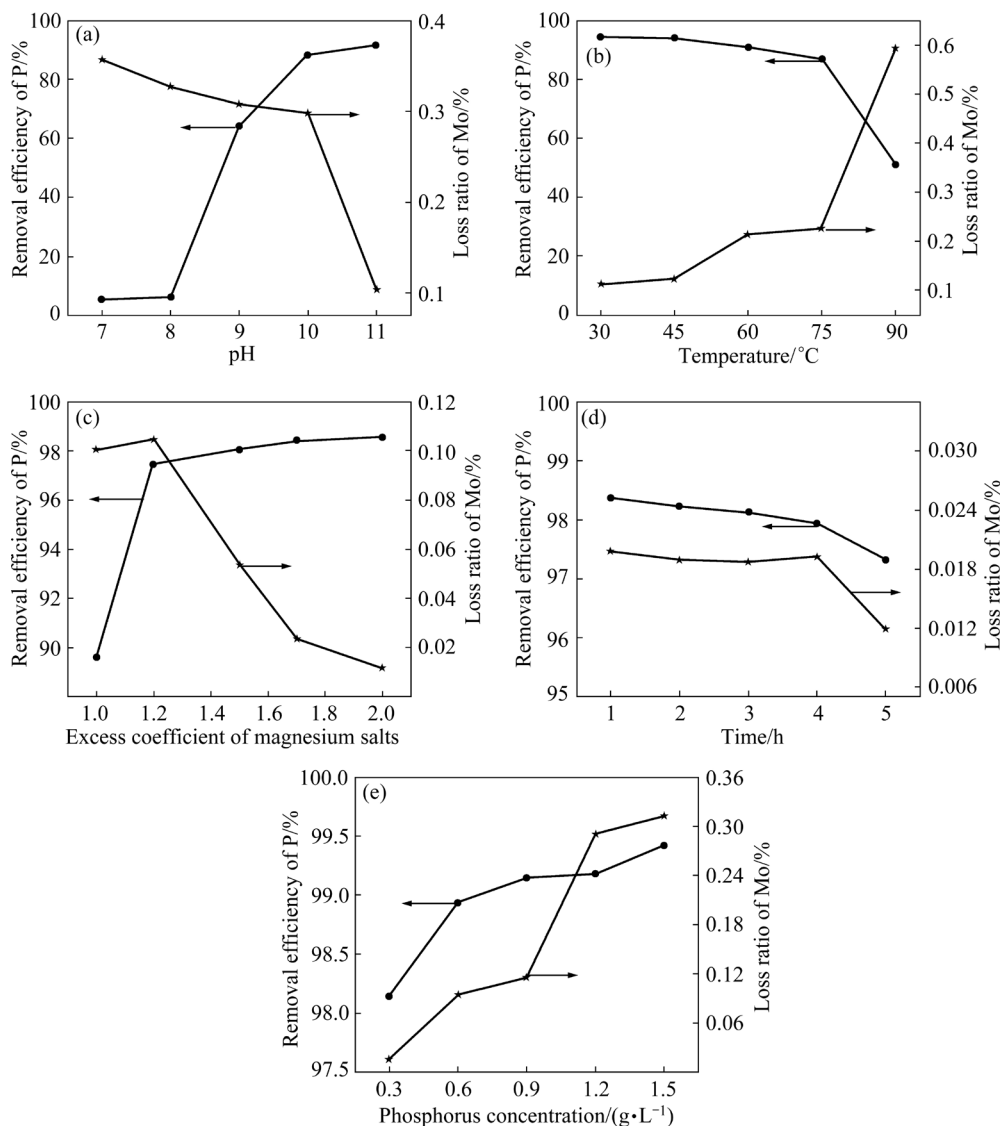 (a)
100
80
60
40
20
0
Removal efficiency of P/%
0.4
0.3
0.2
0.1
Loss ratio of Mo/%
7 8 9 10 11
pH
(b)
100
80
60
40
20
0
Removal efficiency of P/%
0.6
0.5
0.4
0.3
0.2
0.1
Loss ratio of Mo/%
30 45 60 75 90
Temperature/°C
(c)
100
98
96
94
92
90
Removal efficiency of P/%
0.12
0.10
0.08
0.06
0.04
0.02
Loss ratio of Mo/%
1.0 1.2 1.4 1.6 1.8 2.0
Excess coefficient of magnesium salts
(d)
100
99
98
97
96
95
Removal efficiency of P/%
0.030
0.024
0.018
0.012
0.006
Loss ratio of Mo/%
1 2 3 4 5
Time/h
(e)
100.0
99.5
99.0
98.5
98.0
97.5
Removal efficiency of P/%
0.36
0.30
0.24
0.18
0.12
0.06
Loss ratio of Mo/%
0.3 0.6 0.9 1.2 1.5
Phosphorus concentration/(g•L⁻¹)